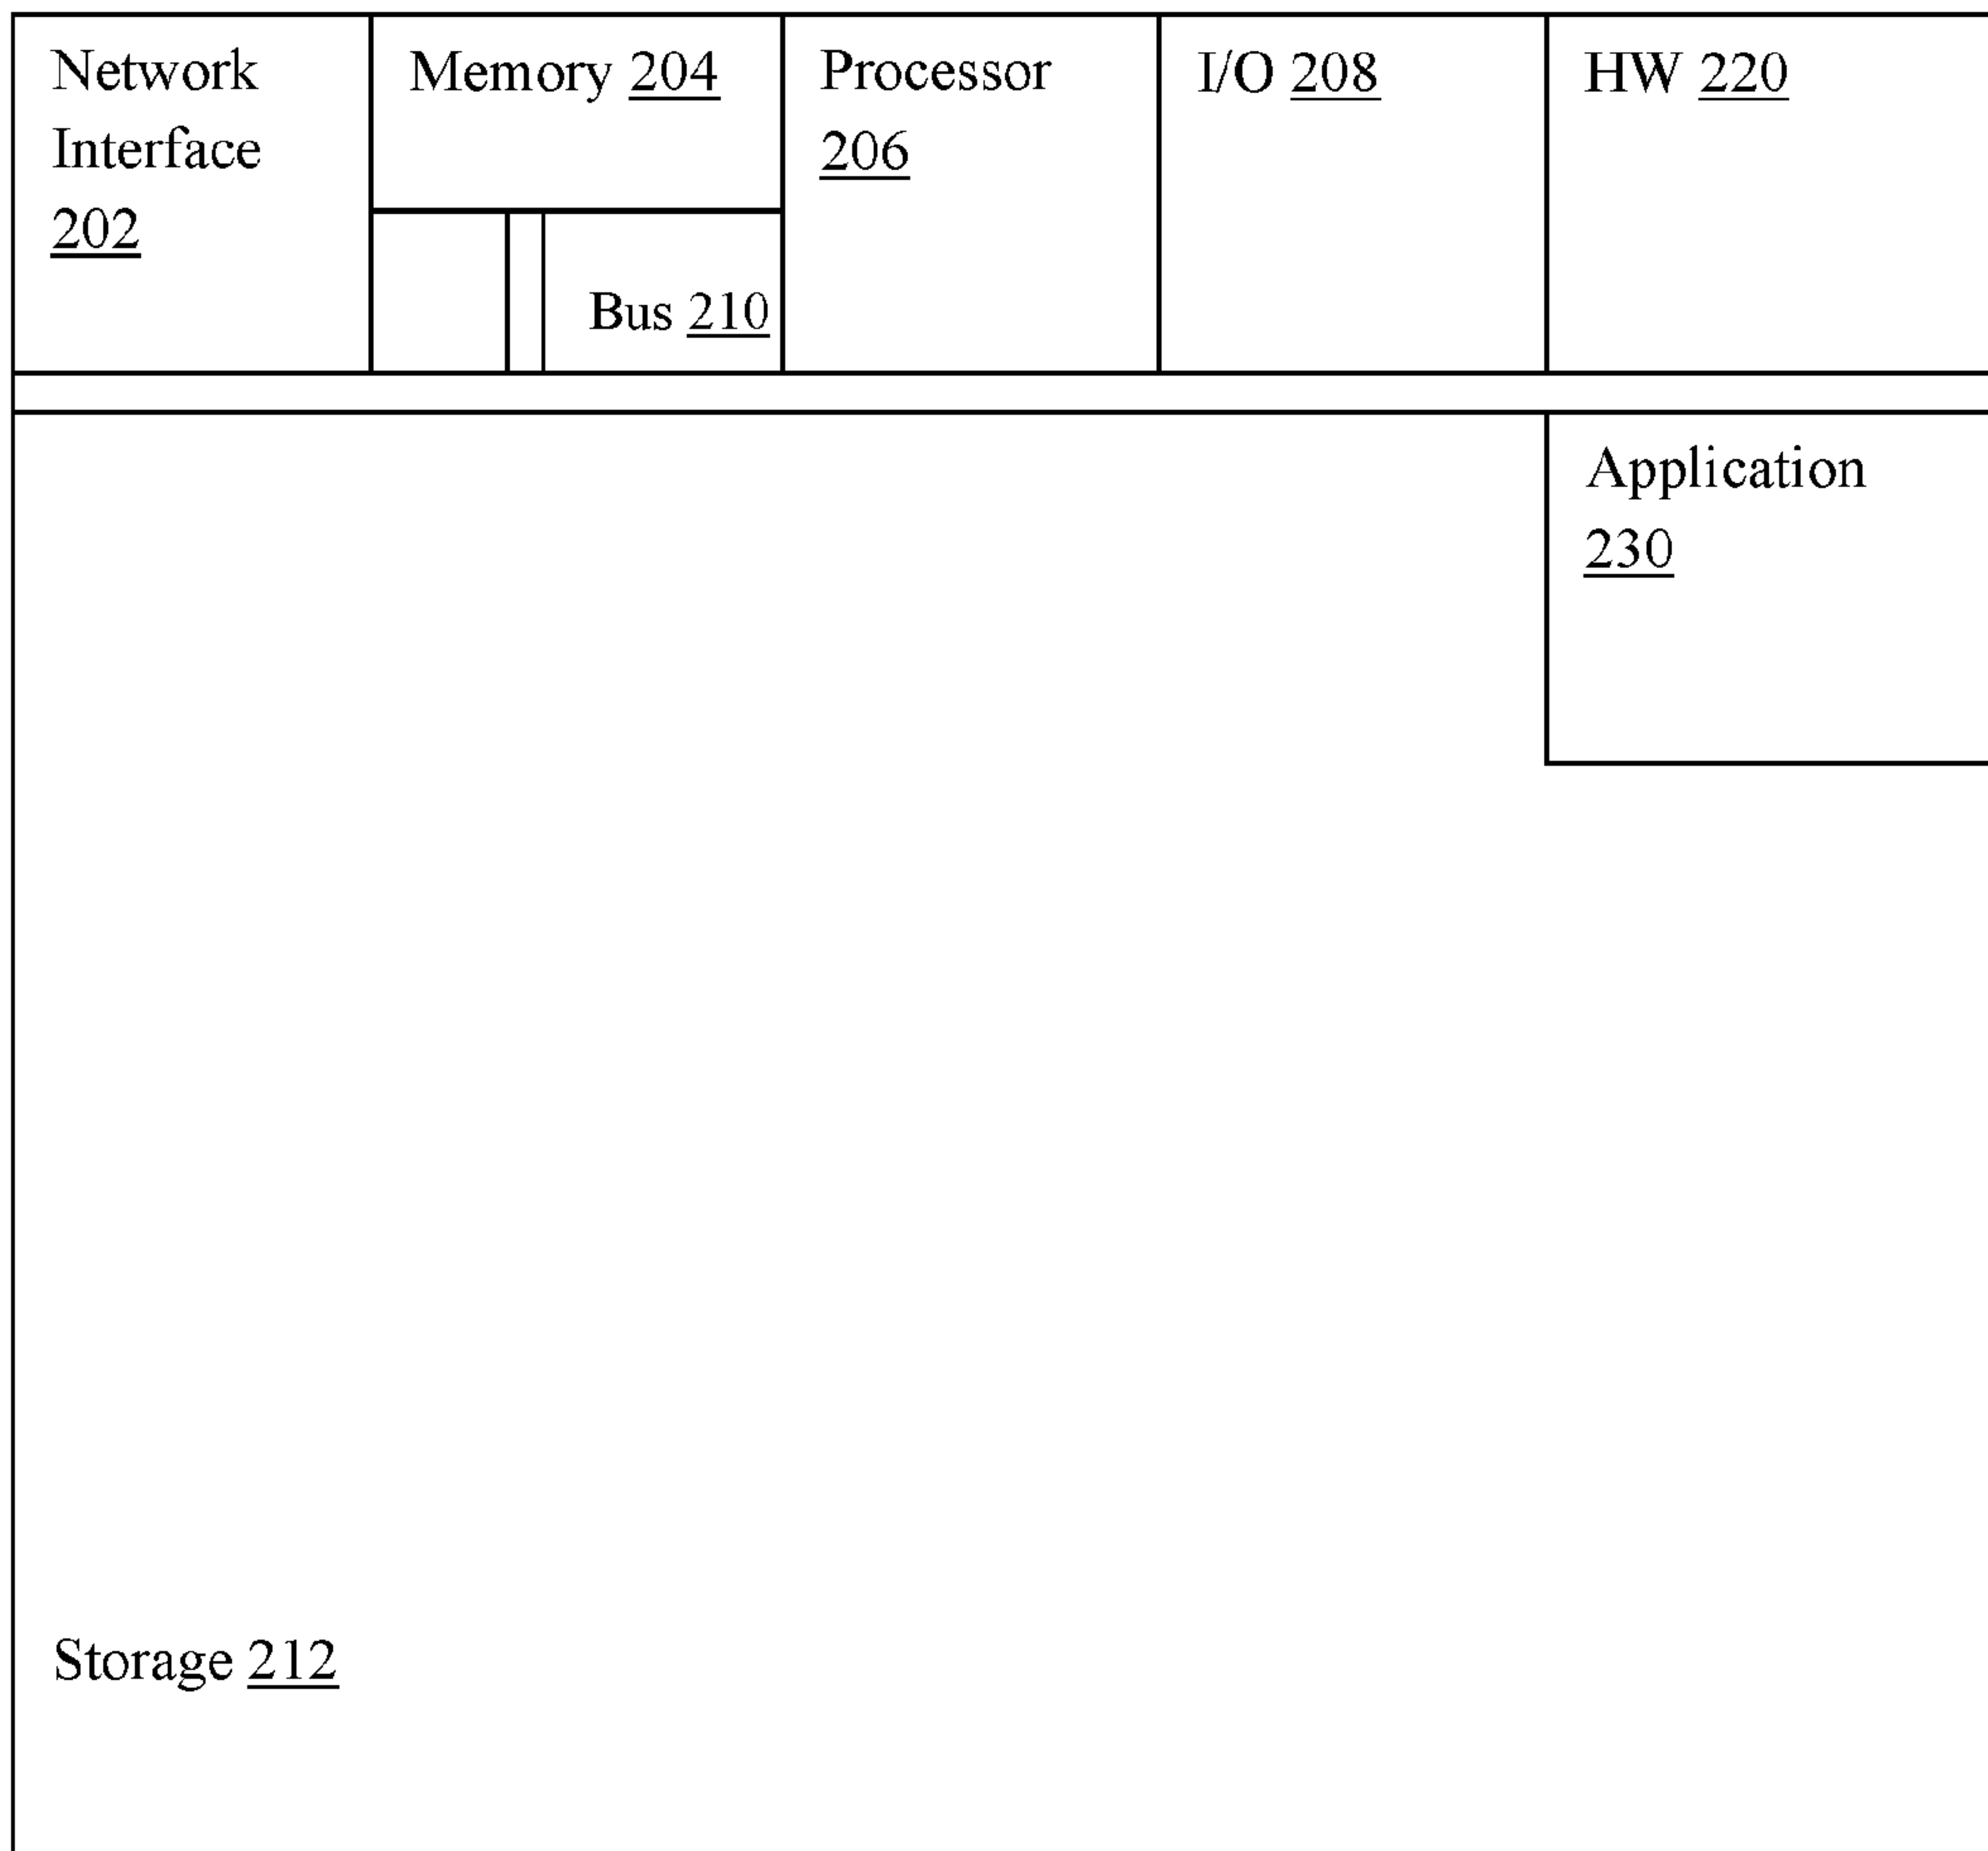 Network
Interface
202
Memory 204
Processor
206
I/O 208
HW 220
Bus 210
Application
230
Storage 212